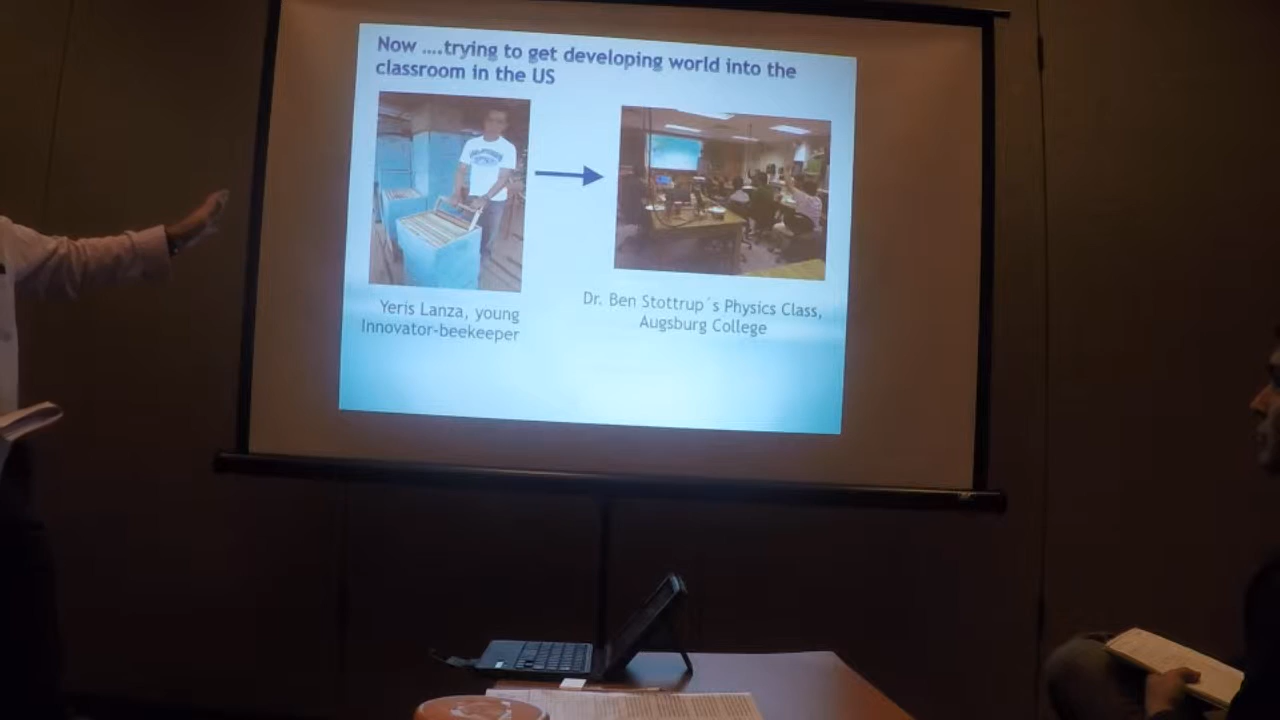 Now ....trying to get developing world into the
classroom in the US
Yeris Lanza, young
Innovator-beekeeper
Dr. Ben Stottrup´s Physics Class,
Augsburg College